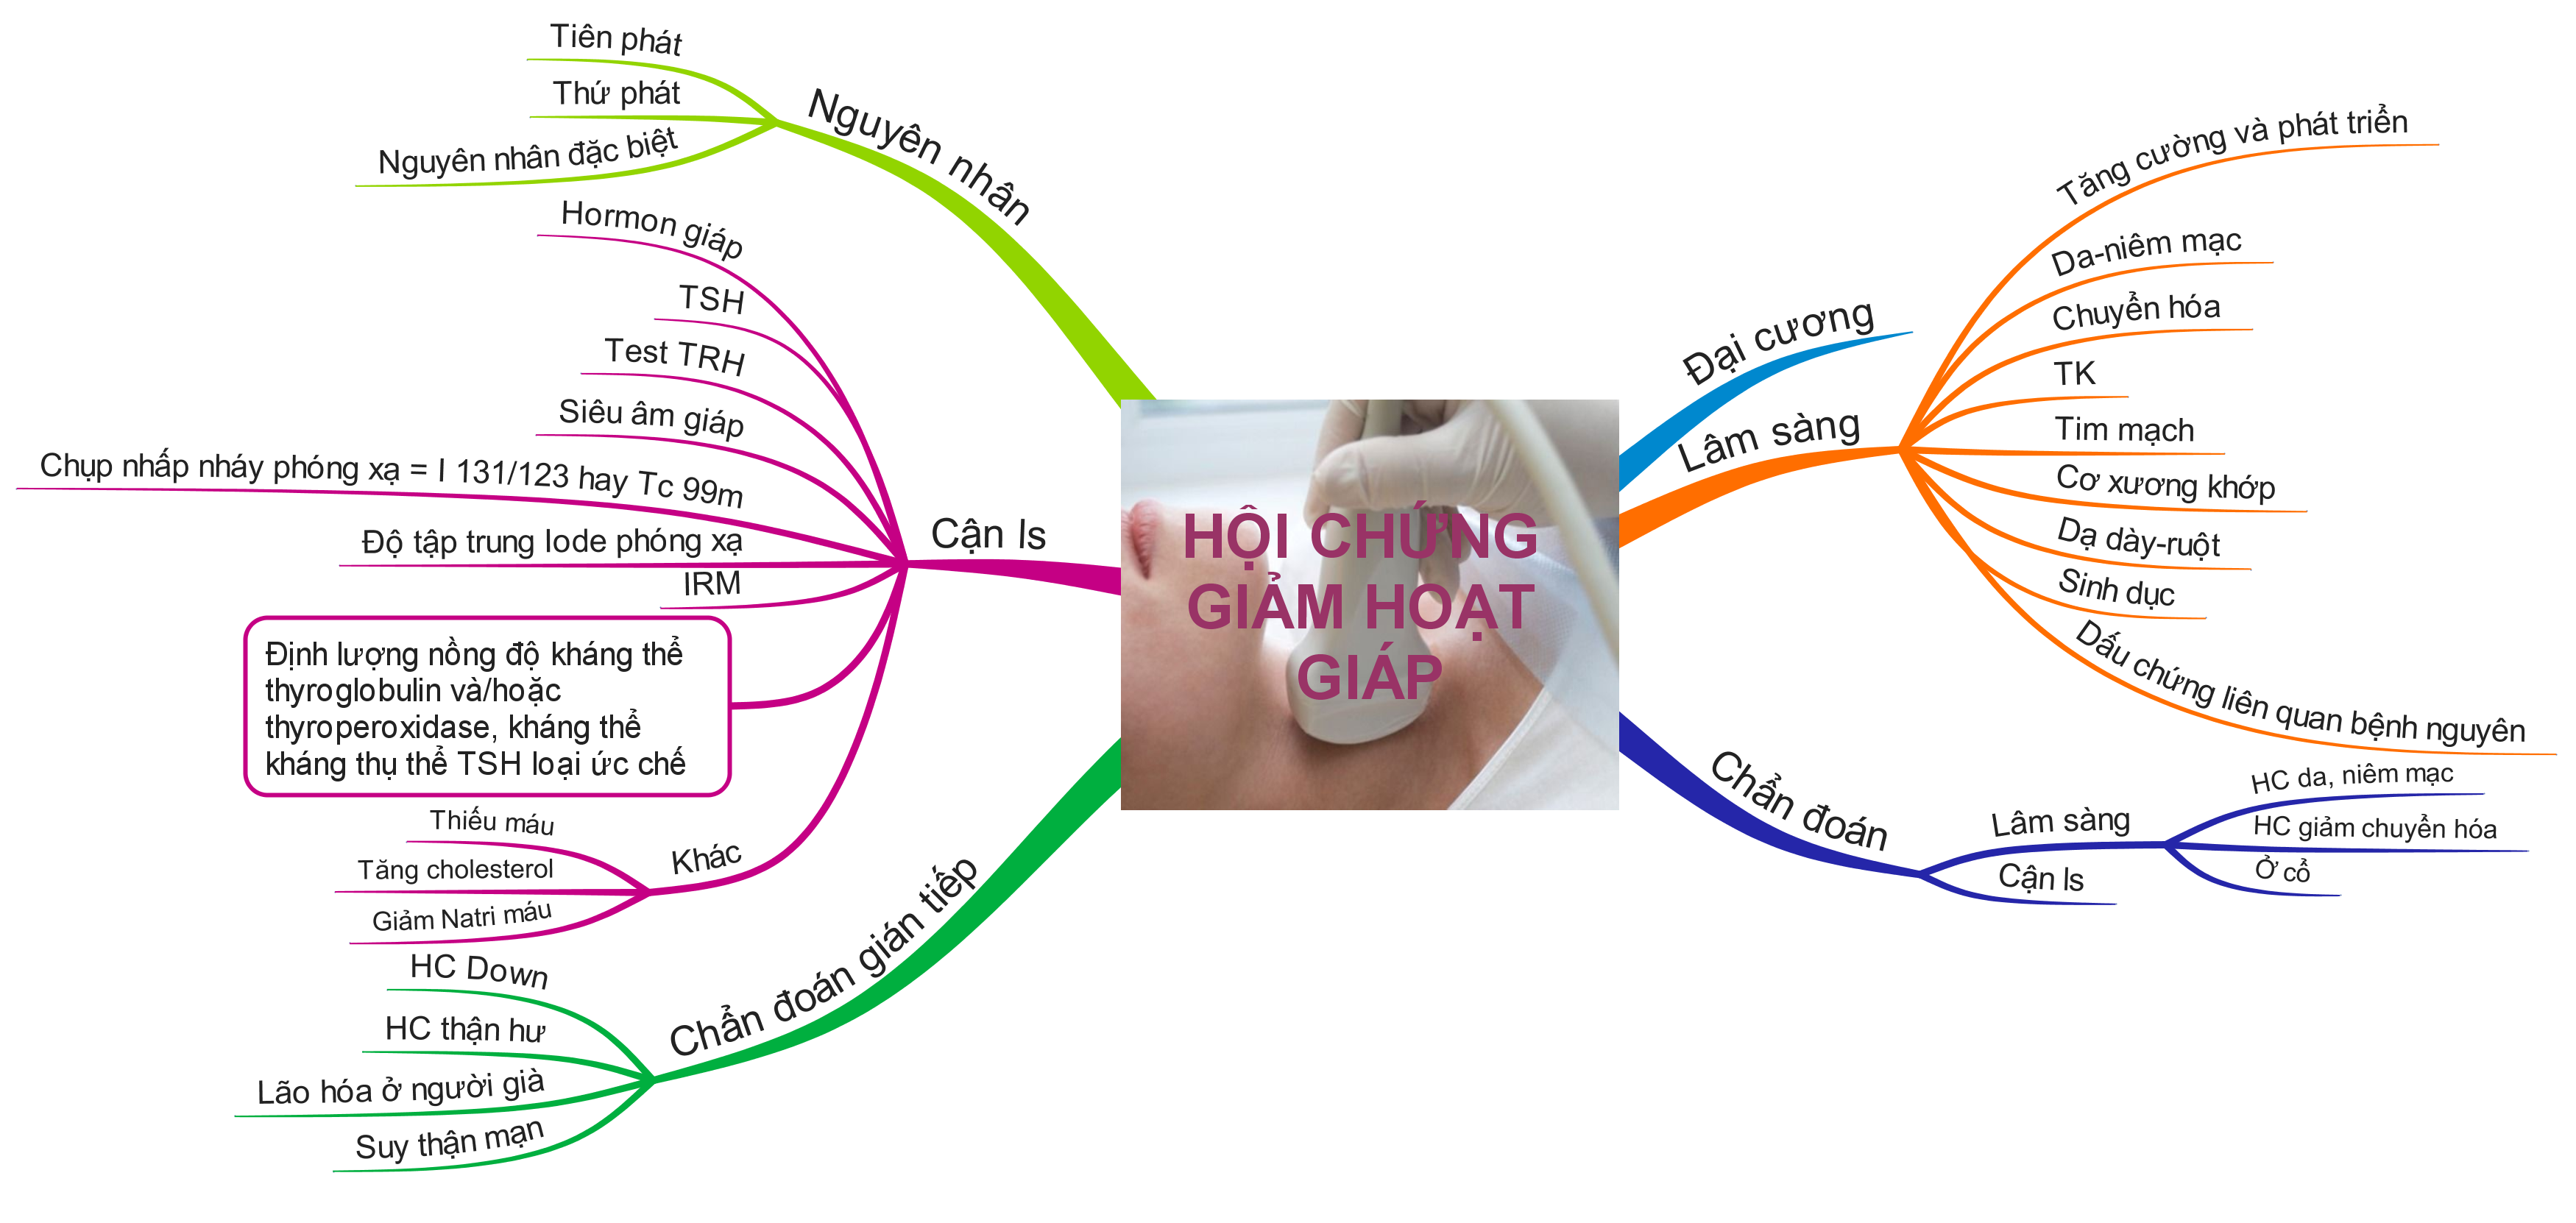 HỘI CHỨNG
GIẢM HOẠT
GIÁP
Đại cương
Lâm sàng
Tăng cường và phát triển
Da-niêm mạc
Chuyển hóa
TK
Tim mạch
Cơ xương khớp
Dạ dày-ruột
Sinh dục
Dấu chứng liên quan bệnh nguyên
Chẩn đoán
Lâm sàng
HC da, niêm mạc
HC giảm chuyển hóa
Ở cổ
Cận ls
Nguyên nhân
Tiên phát
Thứ phát
Nguyên nhân đặc biệt
Cận ls
Hormon giáp
TSH
Test TRH
Siêu âm giáp
Chụp nhấp nháy phóng xạ = I 131/123 hay Tc 99m
Độ tập trung Iode phóng xạ
IRM
Định lượng nồng độ kháng thể
thyroglobulin và/hoặc
thyroperoxidase, kháng thể
kháng thụ thể TSH loại ức chế
Khác
Thiếu máu
Tăng cholesterol
Giảm Natri máu
Chẩn đoán gián tiếp
HC Down
HC thận hư
Lão hóa ở người già
Suy thận mạn